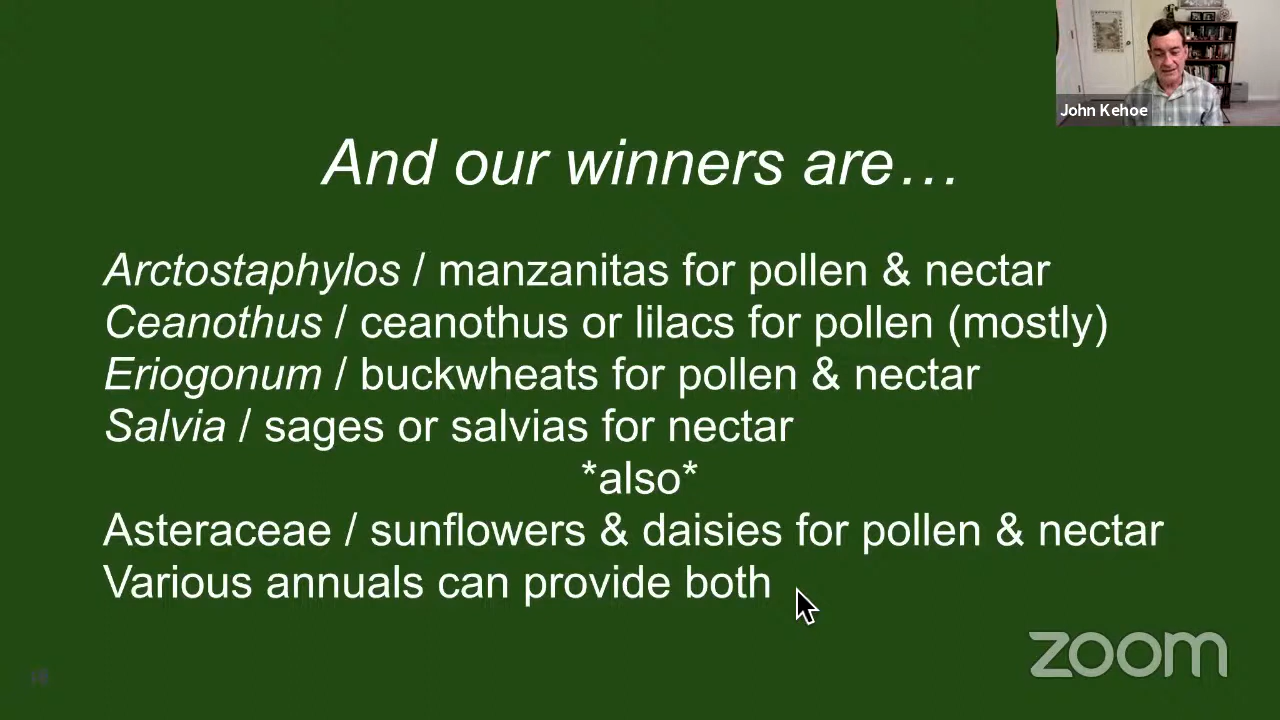 John Kehoe
And our winners are…
Arctostaphylos / manzanitas for pollen & nectar
Ceanothus / ceanothus or lilacs for pollen (mostly)
Eriogonum / buckwheats for pollen & nectar
Salvia / sages or salvias for nectar
*also*
Asteraceae / sunflowers & daisies for pollen & nectar
Various annuals can provide both
zoom